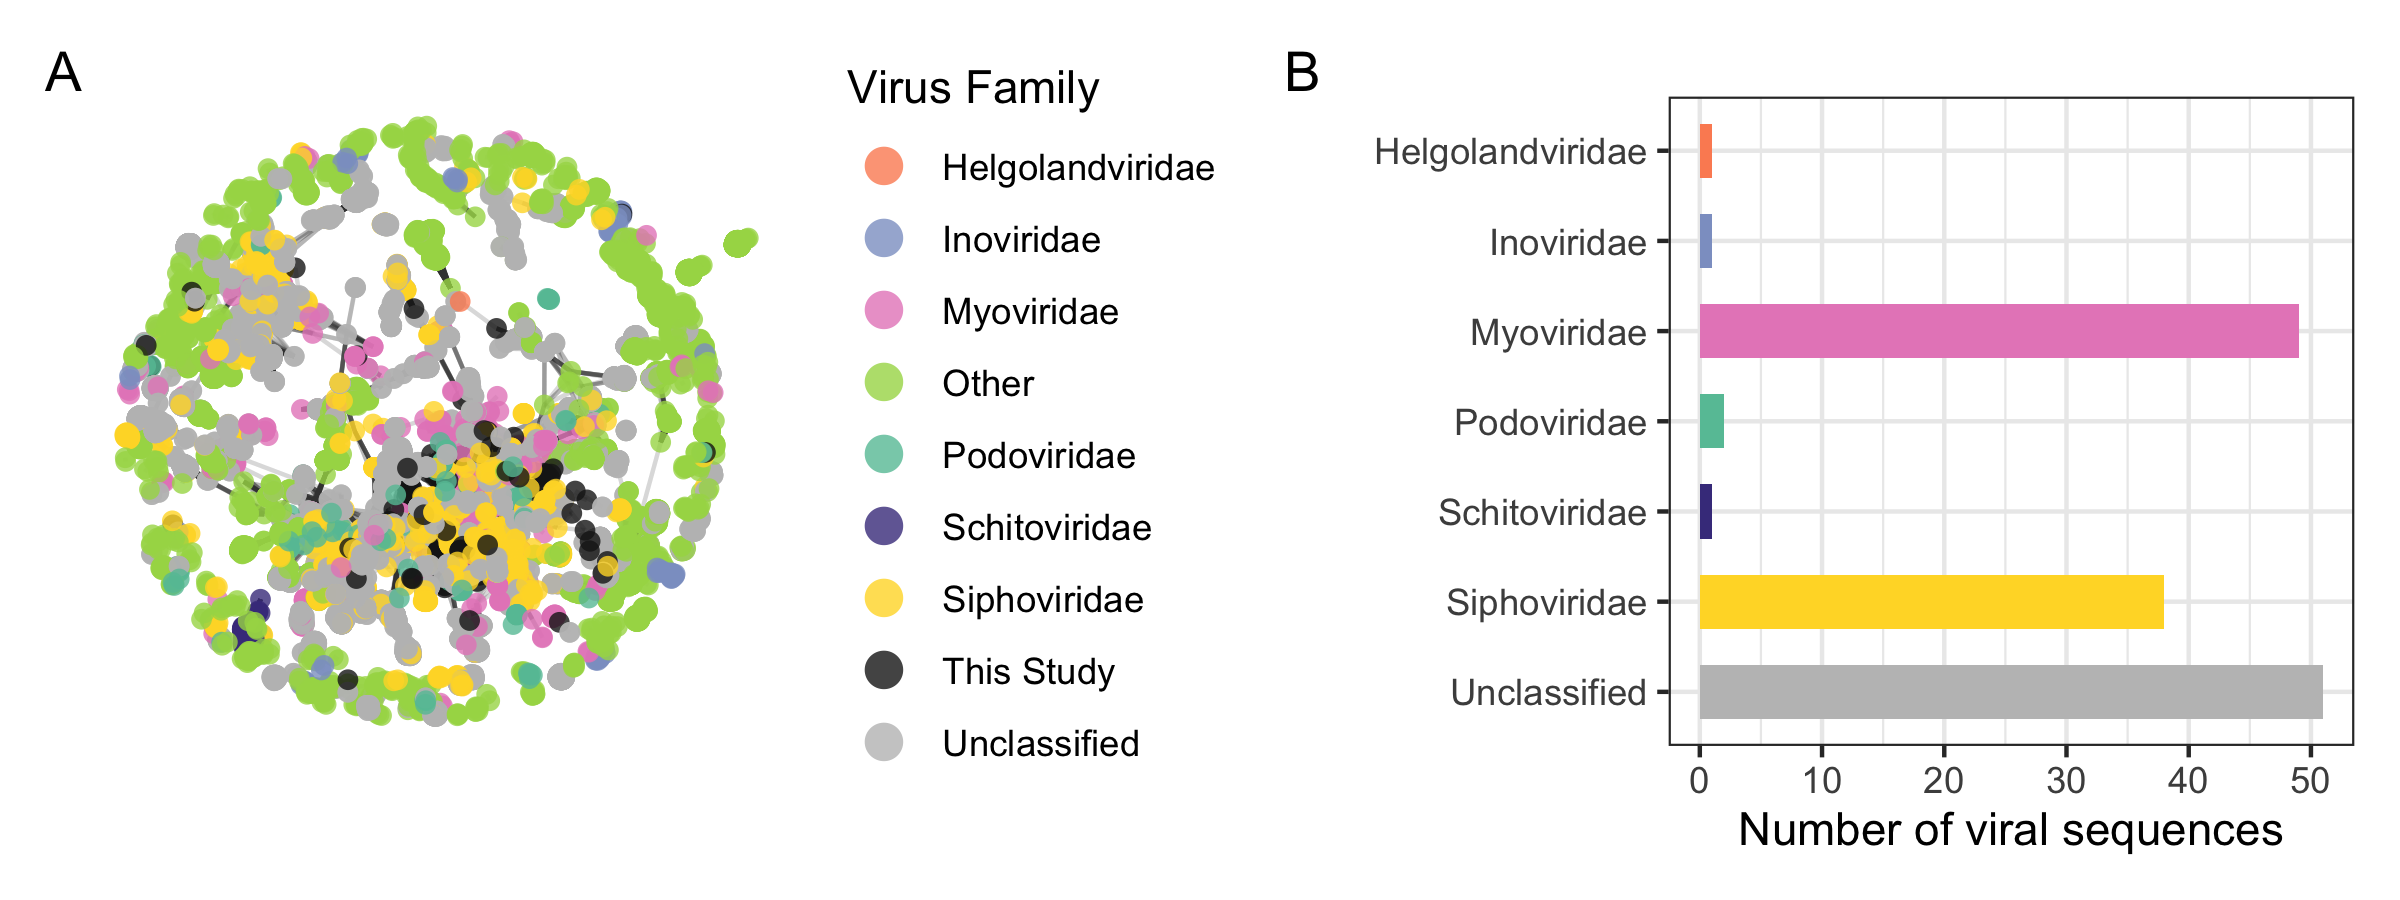 A
Virus Family
Helgolandviridae
Inoviridae
Myoviridae
Other
Podoviridae
Schitoviridae
Siphoviridae
This Study
Unclassified
B
Helgolandviridae
Inoviridae
Myoviridae
Podoviridae
Schitoviridae
Siphoviridae
Unclassified
0 10 20 30 40 50
Number of viral sequences